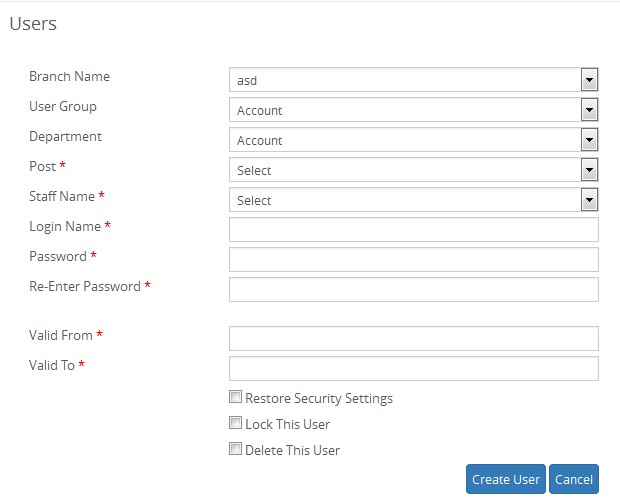 Users
Branch Name asd
User Group Account
Department Account
Post * Select
Staff Name * Select
Login Name *
Password *
Re-Enter Password *
Valid From *
Valid To *
Restore Security Settings
Lock This User
Delete This User
Create User Cancel